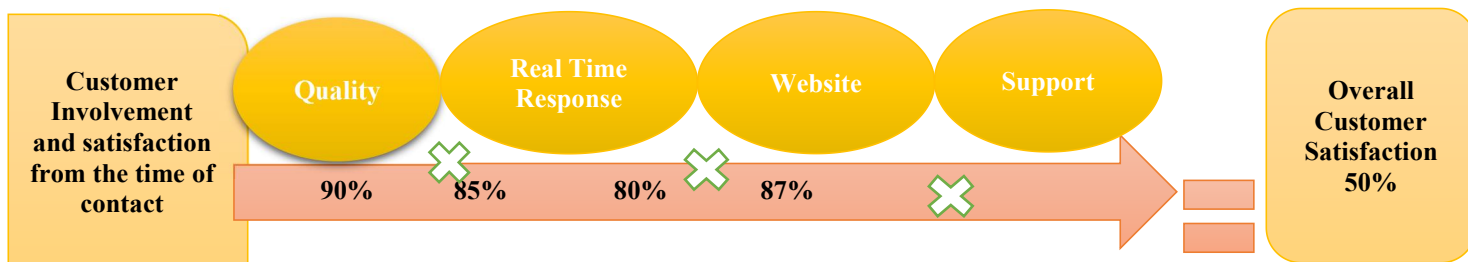 Customer
Involvement
and satisfaction
from the time of
contact
Quality
Real Time
Response
Website
Support
90%
85%
80%
87%
Overall
Customer
Satisfaction
50%